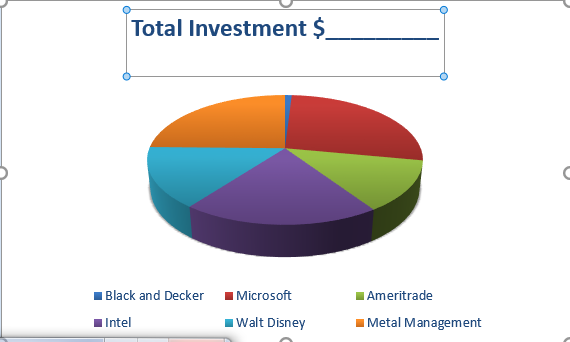 Total Investment $_________
Black and Decker Microsoft Ameritrade
Intel Walt Disney Metal Management